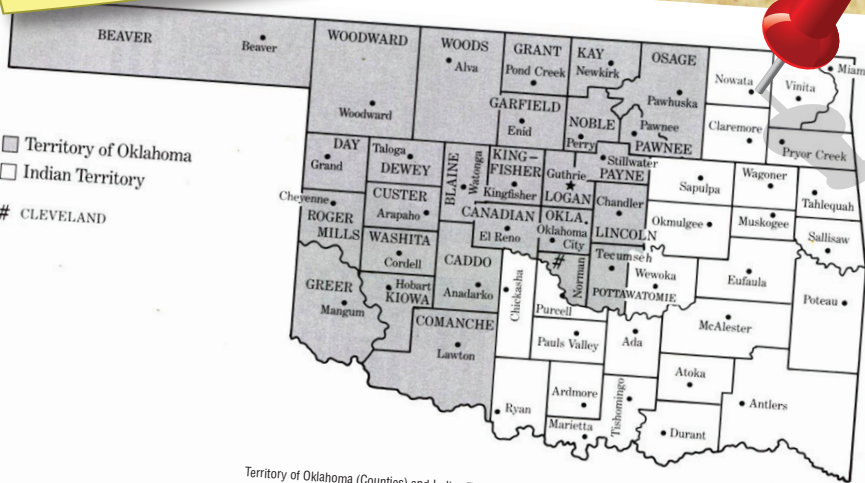 BEAVER
Beaver
WOODWARD
Woodward
WOODS
Alva
GRANT
Pond Creek
KAY
Newkirk
OSAGE
Pawhuska
Nowata
Vinita
Miam
GARFIELD
Enid
NOBLE
Perry
Pawnee
PAWNEE
Claremore
Pryor Creek
Territory of Oklahoma
Indian Territory
# CLEVELAND
DAY
Grand
Taloga
DEWEY
BLAINE
Watonga
KING-
FISHER
Kingfisher
Guthrie
LOGAN
Stillwater
PAYNE
Sapulpa
Wagoner
Tahlequah
Cheyenne
ROGER
MILLS
CUSTER
Arapaho
CANADIAN
El Reno
OKLA.
Oklahoma
City
#
Chandler
LINCOLN
Okmulgee
Muskogee
Sallisaw
WASHITA
Cordell
CADDO
Anadarko
Chickasha
Norman
Tecumseh
POTTAWATOMIE
Wewoka
Eufaula
Poteau
GREER
Mangum
Hobart
KIOWA
COMANCHE
Lawton
Purcell
Pauls Valley
Ada
McAlester
Ryan
Ardmore
Marietta
Tishomingo
Atoka
Durant
Antlers
Territory of Oklahoma (Counties) and